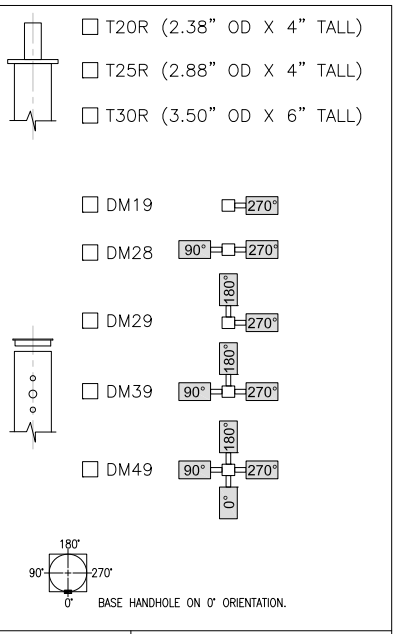 T20R (2.38" OD X 4" TALL)
T25R (2.88" OD X 4" TALL)
T30R (3.50" OD X 6" TALL)
DM19 270°
DM28 90° 270°
180°
DM29 270°
180°
DM39 90° 270°
180°
DM49 90° 270°
0°
180°
90° 270°
0°
BASE HANDHOLE ON 0° ORIENTATION.